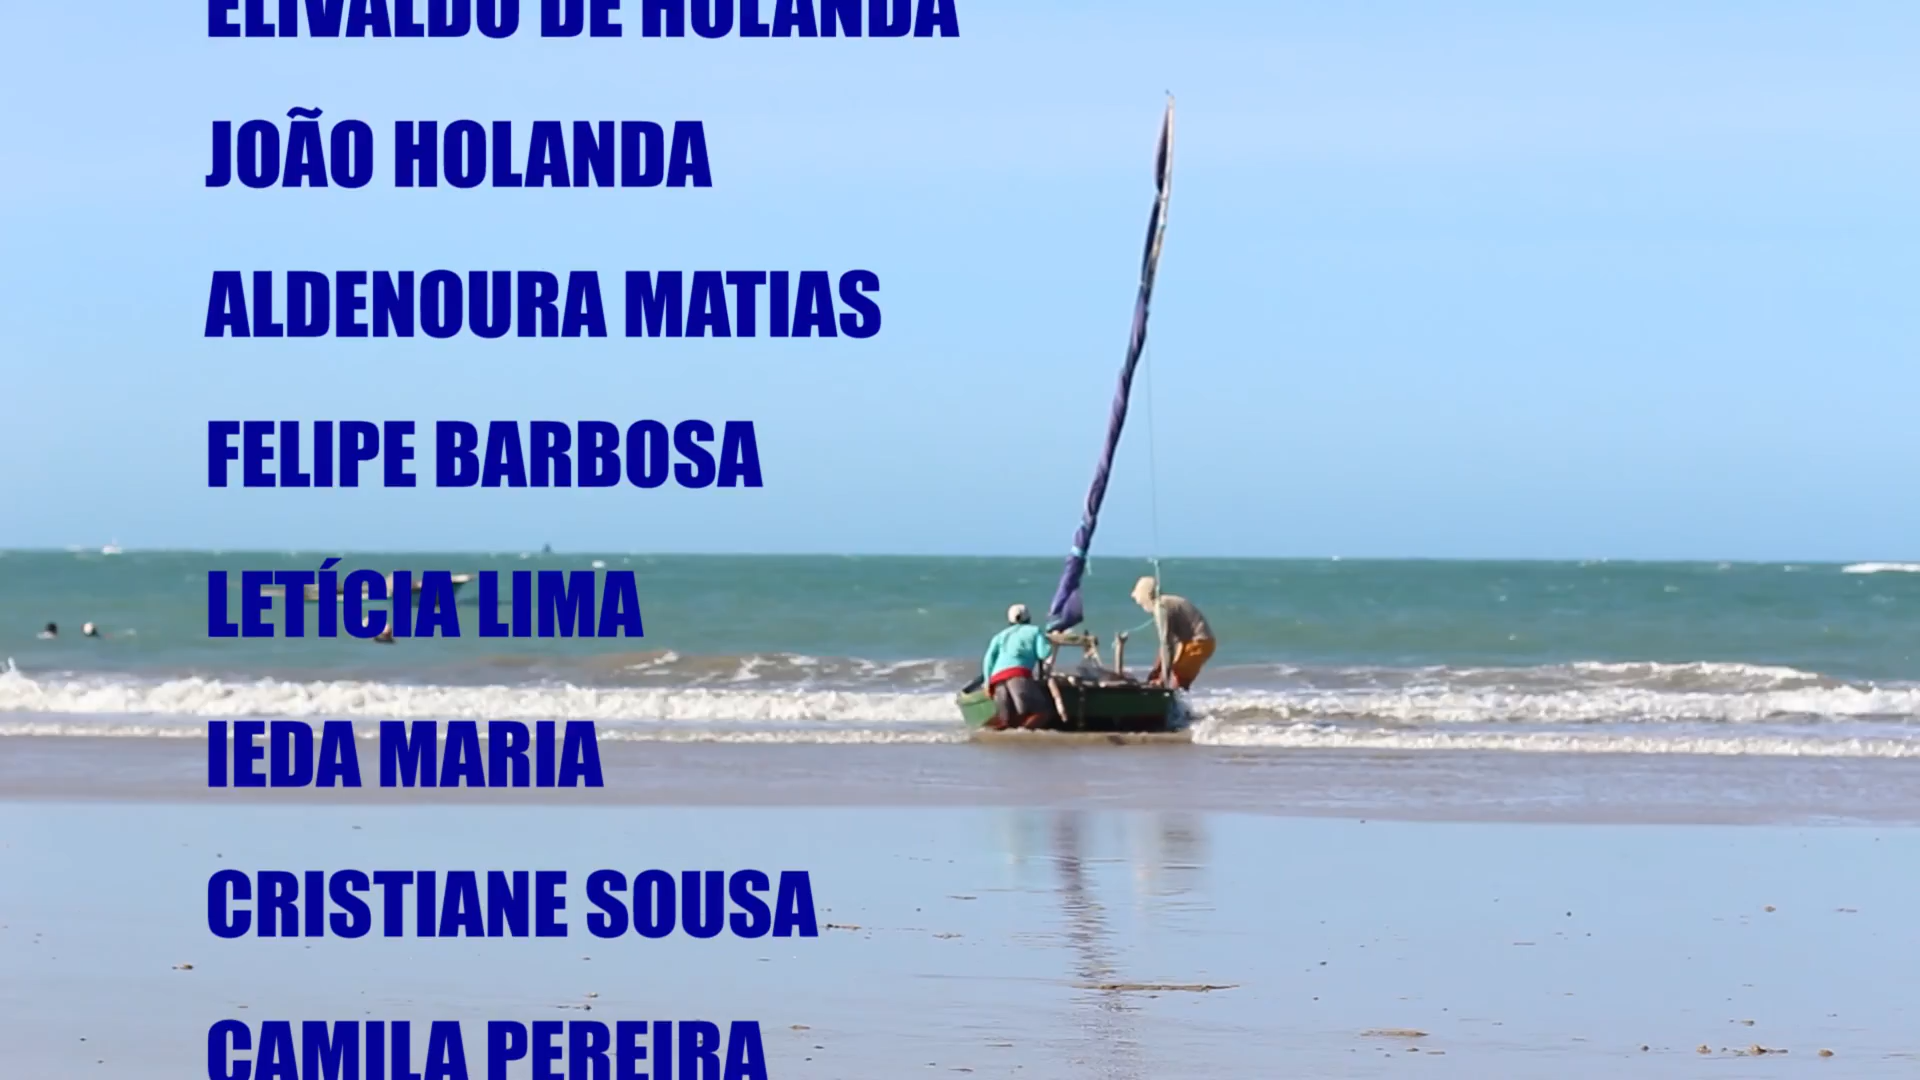 ELIVALDO DE HOLANDA
JOÃO HOLANDA
ALDENOURA MATIAS
FELIPE BARBOSA
LETÍCIA LIMA
IEDA MARIA
CRISTIANE SOUSA
CAMILA PEREIRA